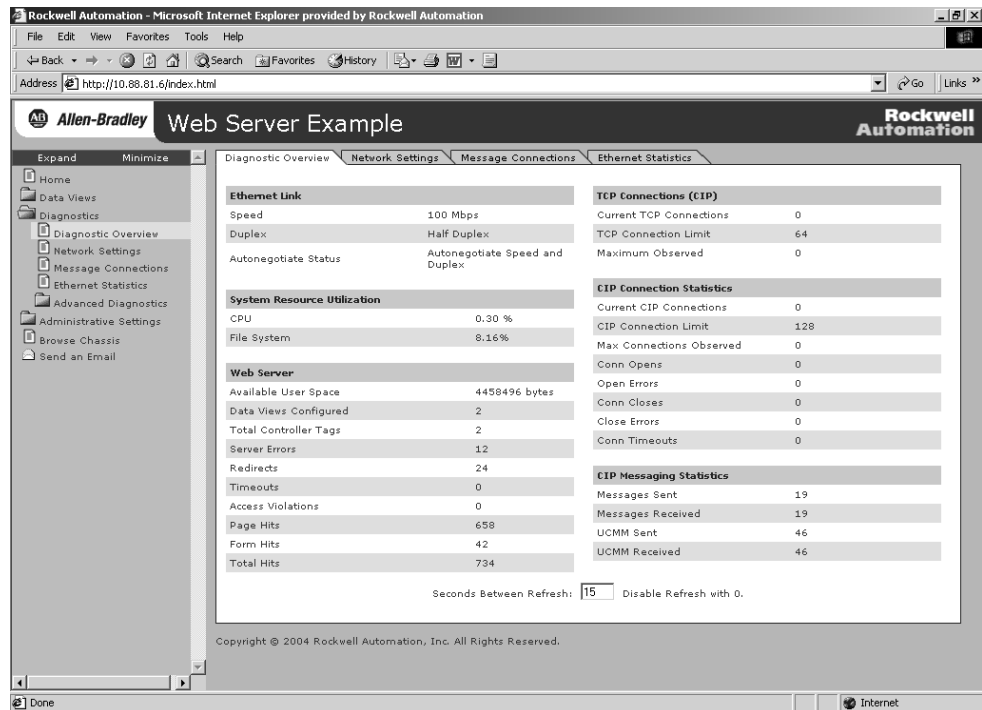 Rockwell Automation - Microsoft Internet Explorer provided by Rockwell Automation
File Edit View Favorites Tools Help
Back Search Favorites History
Address http://10.88.81.6/index.html Go Links »
AB Allen-Bradley Web Server Example Rockwell Automation
Expand Minimize
Home
Data Views
Diagnostics
Diagnostic Overview
Network Settings
Message Connections
Ethernet Statistics
Advanced Diagnostics
Administrative Settings
Browse Chassis
Send an Email
Diagnostic Overview Network Settings Message Connections Ethernet Statistics
Ethernet Link
Speed 100 Mbps
Duplex Half Duplex
Autonegotiate Status Autonegotiate Speed and Duplex
System Resource Utilization
CPU 0.30 %
File System 8.16%
Web Server
Available User Space 4458496 bytes
Data Views Configured 2
Total Controller Tags 2
Server Errors 12
Redirects 24
Timeouts 0
Access Violations 0
Page Hits 658
Form Hits 42
Total Hits 734
TCP Connections (CIP)
Current TCP Connections 0
TCP Connection Limit 64
Maximum Observed 0
CIP Connection Statistics
Current CIP Connections 0
CIP Connection Limit 128
Max Connections Observed 0
Conn Opens 0
Open Errors 0
Conn Closes 0
Close Errors 0
Conn Timeouts 0
CIP Messaging Statistics
Messages Sent 19
Messages Received 19
UCMM Sent 46
UCMM Received 46
Seconds Between Refresh: 15 Disable Refresh with 0.
Copyright © 2004 Rockwell Automation, Inc. All Rights Reserved.
Done Internet